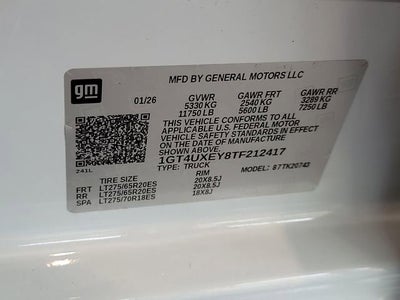 gm
MFD BY GENERAL MOTORS LLC
01/26 GVWR GAWR FRT GAWR RR
5330 KG 2540 KG 3289 KG
11750 LB 5600 LB 7250 LB
THIS VEHICLE CONFORMS TO ALL
APPLICABLE U.S. FEDERAL MOTOR
VEHICLE SAFETY STANDARDS IN EFFECT
ON THE DATE OF MANUFACTURE
SHOWN ABOVE.
1GT4UXEY8TF212417
TYPE: TRUCK MODEL: 87TK20743
241L
TIRE SIZE RIM
FRT LT275/65R20ES 20X8.5J
RR LT275/65R20ES 20X8.5J
SPA LT275/70R18ES 18X8J